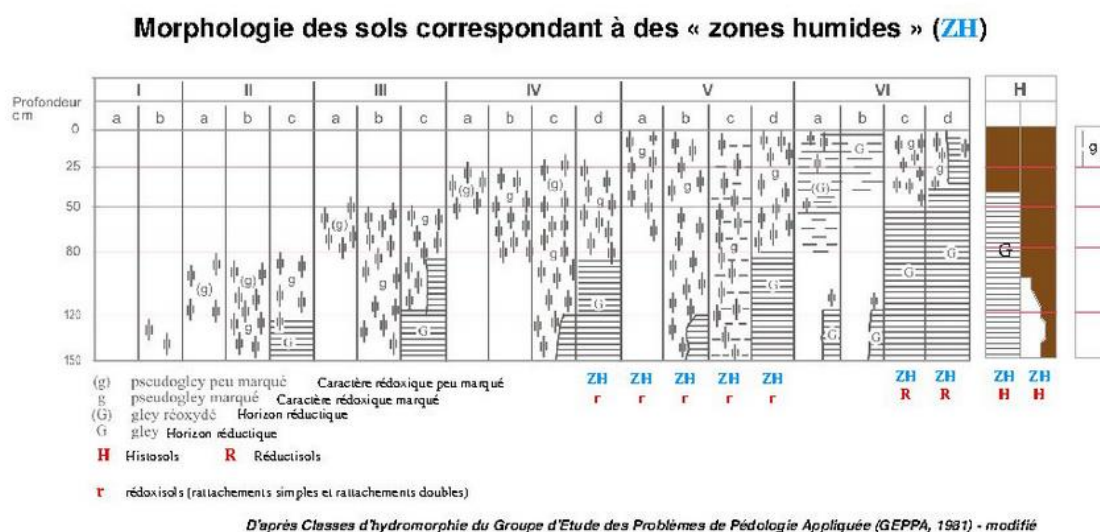 Morphologie des sols correspondant à des « zones humides » (ZH)
I II III IV V VI H
Profondeur
cm
a b a b c a b c a b c d a b c d a b c d
0
25
50
80
120
150
g g g g G g g
(g) (g) g g (G) g
(g) g
(g) g g
G
(g) (g) g g G G G
g G G G
g G G G G
ZH ZH ZH ZH ZH ZH ZH ZH ZH
r r r r r R R H H
(g) pseudogley peu marqué Caractère rédoxique peu marqué
g pseudogley marqué Caractère rédoxique marqué
(G) gley réoxydé Horizon réductique
G gley Horizon réductique
H Histosols R Réductisols
r rédoxisols (rattachements simples et rattachements doubles)
D'après Classes d'hydromorphie du Groupe d'Etude des Problèmes de Pédologie Appliquée (GEPPA, 1981) - modifié